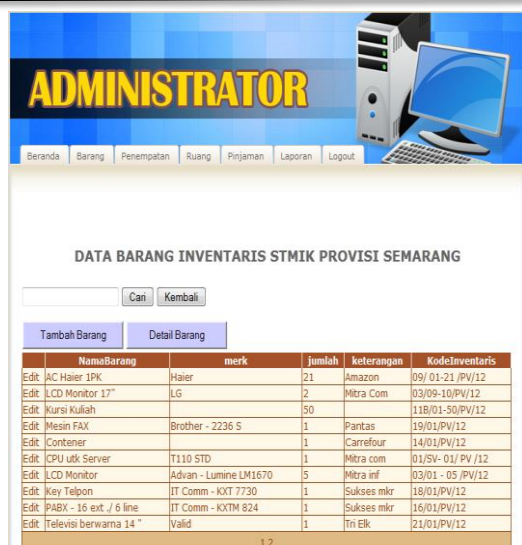 ADMINISTRATOR
Beranda Barang Penempatan Ruang Pinjaman Laporan Logout
DATA BARANG INVENTARIS STMIK PROVISI SEMARANG
Cari Kembali
Tambah Barang Detail Barang
NamaBarang merk jumlah keterangan KodeInventaris
Edit AC Haier 1PK Haier 21 Amazon 09/ 01-21 /PV/12
Edit LCD Monitor 17" LG 2 Mitra Com 03/09-10/PV/12
Edit Kursi Kuliah 50 11B/01-50/PV/12
Edit Mesin FAX Brother - 2236 S 1 Pantas 19/01/PV/12
Edit Contener 1 Carrefour 14/01/PV/12
Edit CPU utk Server T110 STD 1 Mitra com 01/SV- 01/ PV /12
Edit LCD Monitor Advan - Lumine LM1670 5 Mitra inf 03/01 - 05 /PV/12
Edit Key Telpon IT Comm - KXT 7730 1 Sukses mkr 18/01/PV/12
Edit PABX - 16 ext ./ 6 line IT Comm - KXTM 824 1 Sukses mkr 16/01/PV/12
Edit Televisi berwarna 14 " Valid 1 Tri Elk 21/01/PV/12
1 2